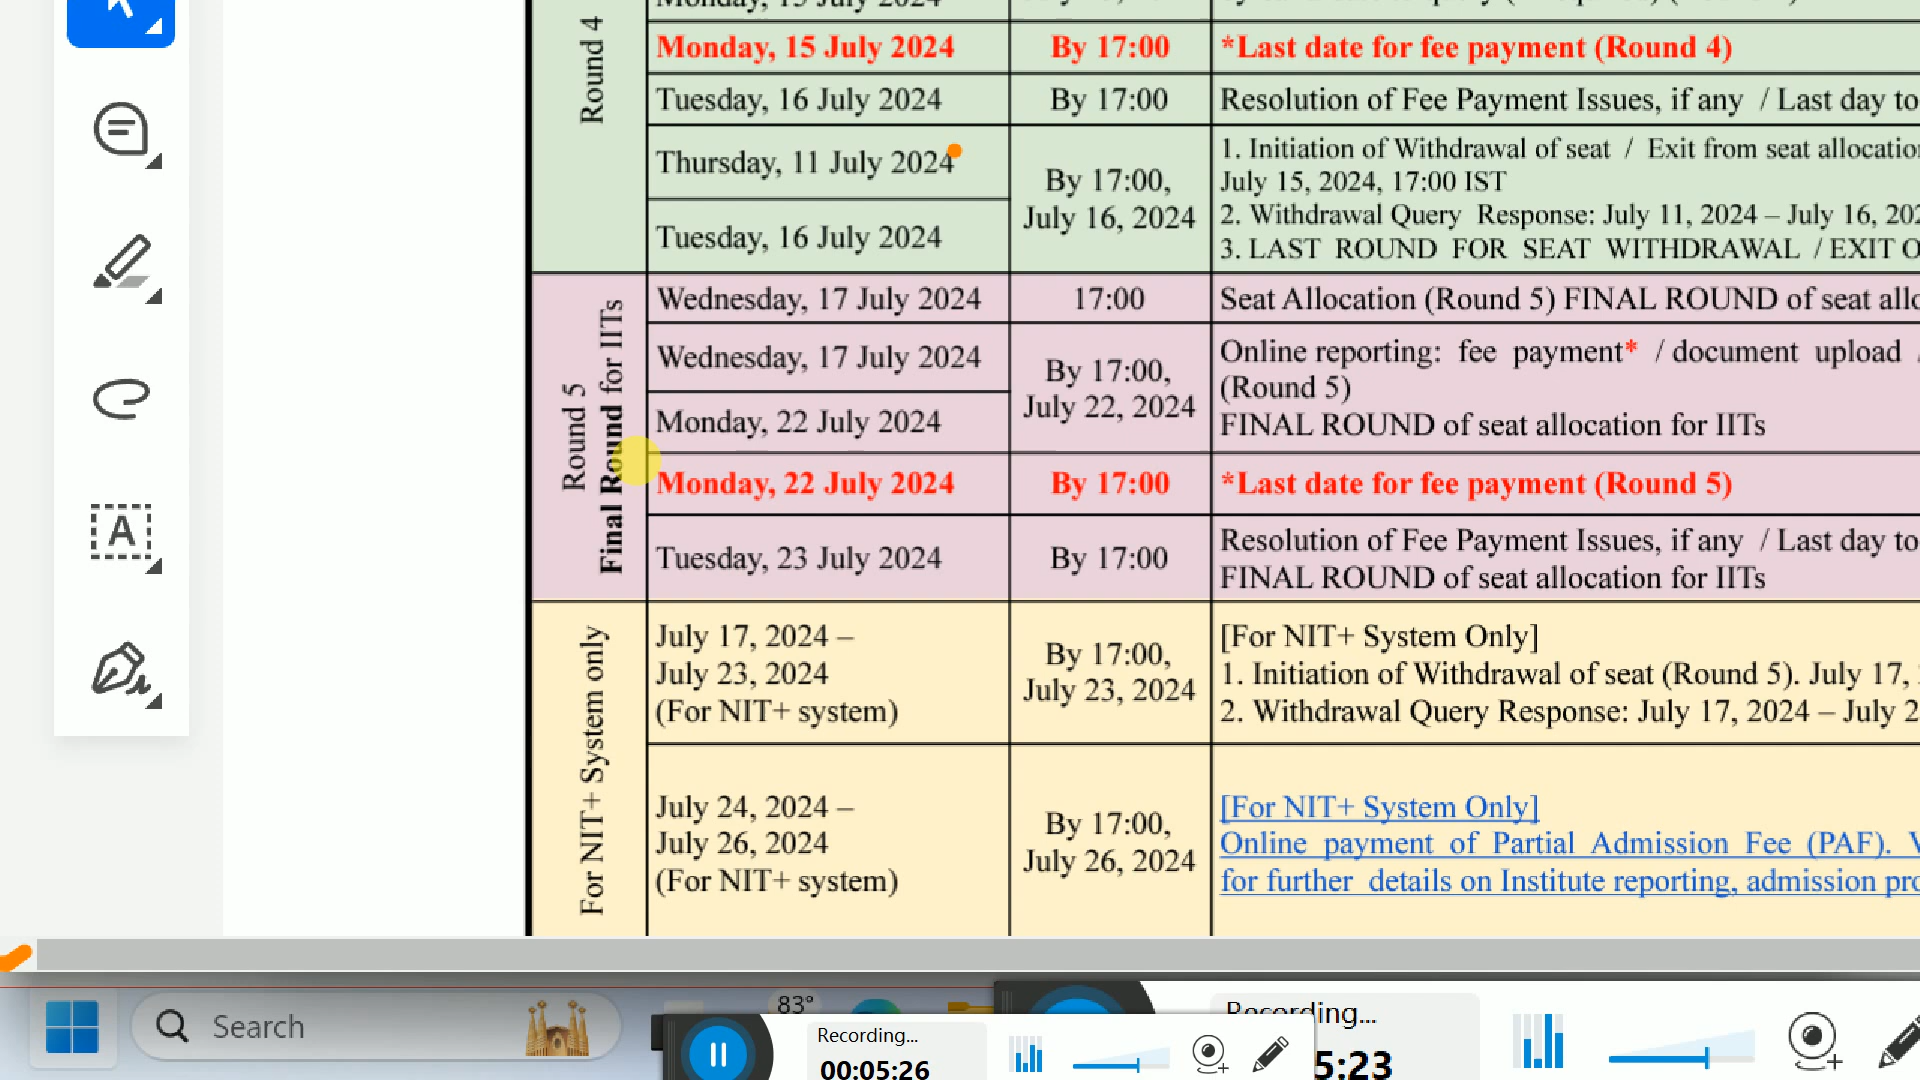 Round 4
Monday, 15 July 2024 By 17:00 *Last date for fee payment (Round 4)
Tuesday, 16 July 2024 By 17:00 Resolution of Fee Payment Issues, if any / Last day to
Thursday, 11 July 2024
Tuesday, 16 July 2024
By 17:00,
July 16, 2024
1. Initiation of Withdrawal of seat / Exit from seat
July 15, 2024, 17:00 IST
2. Withdrawal Query Response: July 11, 2024 – July 16,
3. LAST ROUND FOR SEAT WITHDRAWAL / EXIT
Round 5
Final Round for IITs
Wednesday, 17 July 2024 17:00 Seat Allocation (Round 5) FINAL ROUND of seat
Wednesday, 17 July 2024
Monday, 22 July 2024
By 17:00,
July 22, 2024
Online reporting: fee payment* / document upload
(Round 5)
FINAL ROUND of seat allocation for IITs
Monday, 22 July 2024 By 17:00 *Last date for fee payment (Round 5)
Tuesday, 23 July 2024 By 17:00
Resolution of Fee Payment Issues, if any / Last day to
FINAL ROUND of seat allocation for IITs
For NIT+ System only
July 17, 2024 –
July 23, 2024
(For NIT+ system)
By 17:00,
July 23, 2024
[For NIT+ System Only]
1. Initiation of Withdrawal of seat (Round 5). July 17,
2. Withdrawal Query Response: July 17, 2024 – July 2
July 24, 2024 –
July 26, 2024
(For NIT+ system)
By 17:00,
July 26, 2024
[For NIT+ System Only]
Online payment of Partial Admission Fee (PAF).
for further details on Institute reporting, admission
A
Search
83°
Recording...
00:05:26
Recording...
5:23